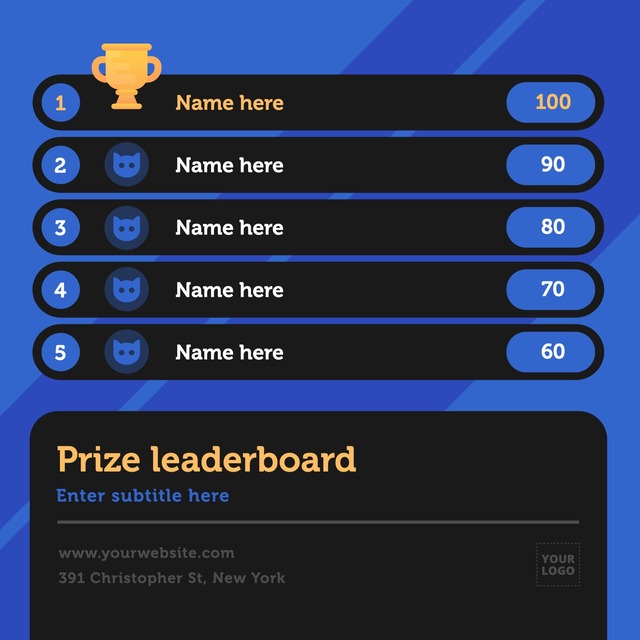 1 Name here 100
2 Name here 90
3 Name here 80
4 Name here 70
5 Name here 60
Prize leaderboard
Enter subtitle here
www.yourwebsite.com
391 Christopher St, New York
YOUR
LOGO